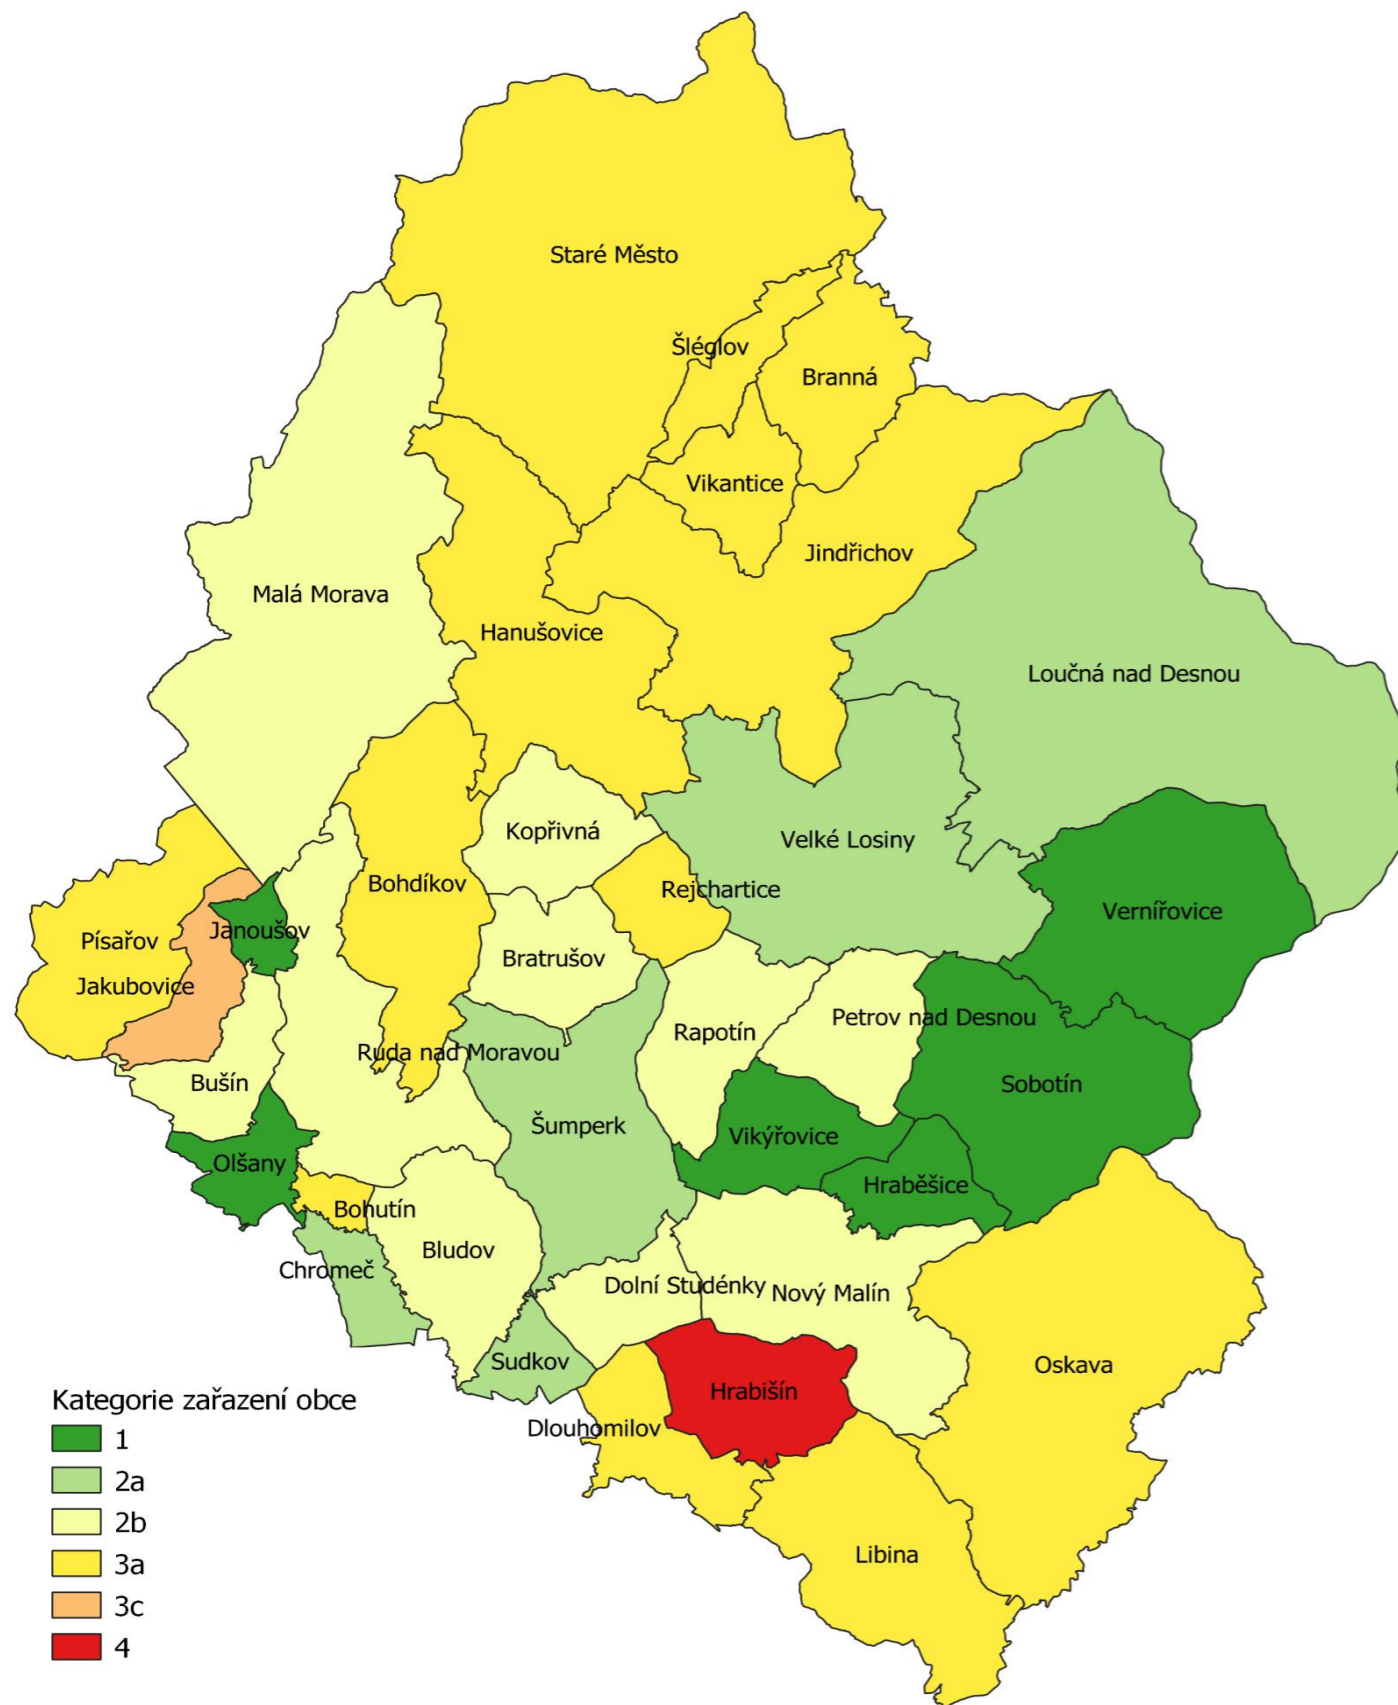 Staré Město
Šléglov
Branná
Vikantice
Jindřichov
Malá Morava
Hanušovice
Loučná nad Desnou
Kopřivná
Velké Losiny
Bohdíkov
Rejchartice
Vernířovice
Janoušov
Písařov
Bratrušov
Jakubovice
Petrov nad Desnou
Rapotín
Ruda nad Moravou
Bušín
Sobotín
Šumperk
Vikýřovice
Olšany
Hraběšice
Bohutín
Bludov
Chromeč
Dolní Studénky
Nový Malín
Sudkov
Oskava
Hrabišín
Dlouhomilov
Libina
Kategorie zařazení obce
1
2a
2b
3a
3c
4